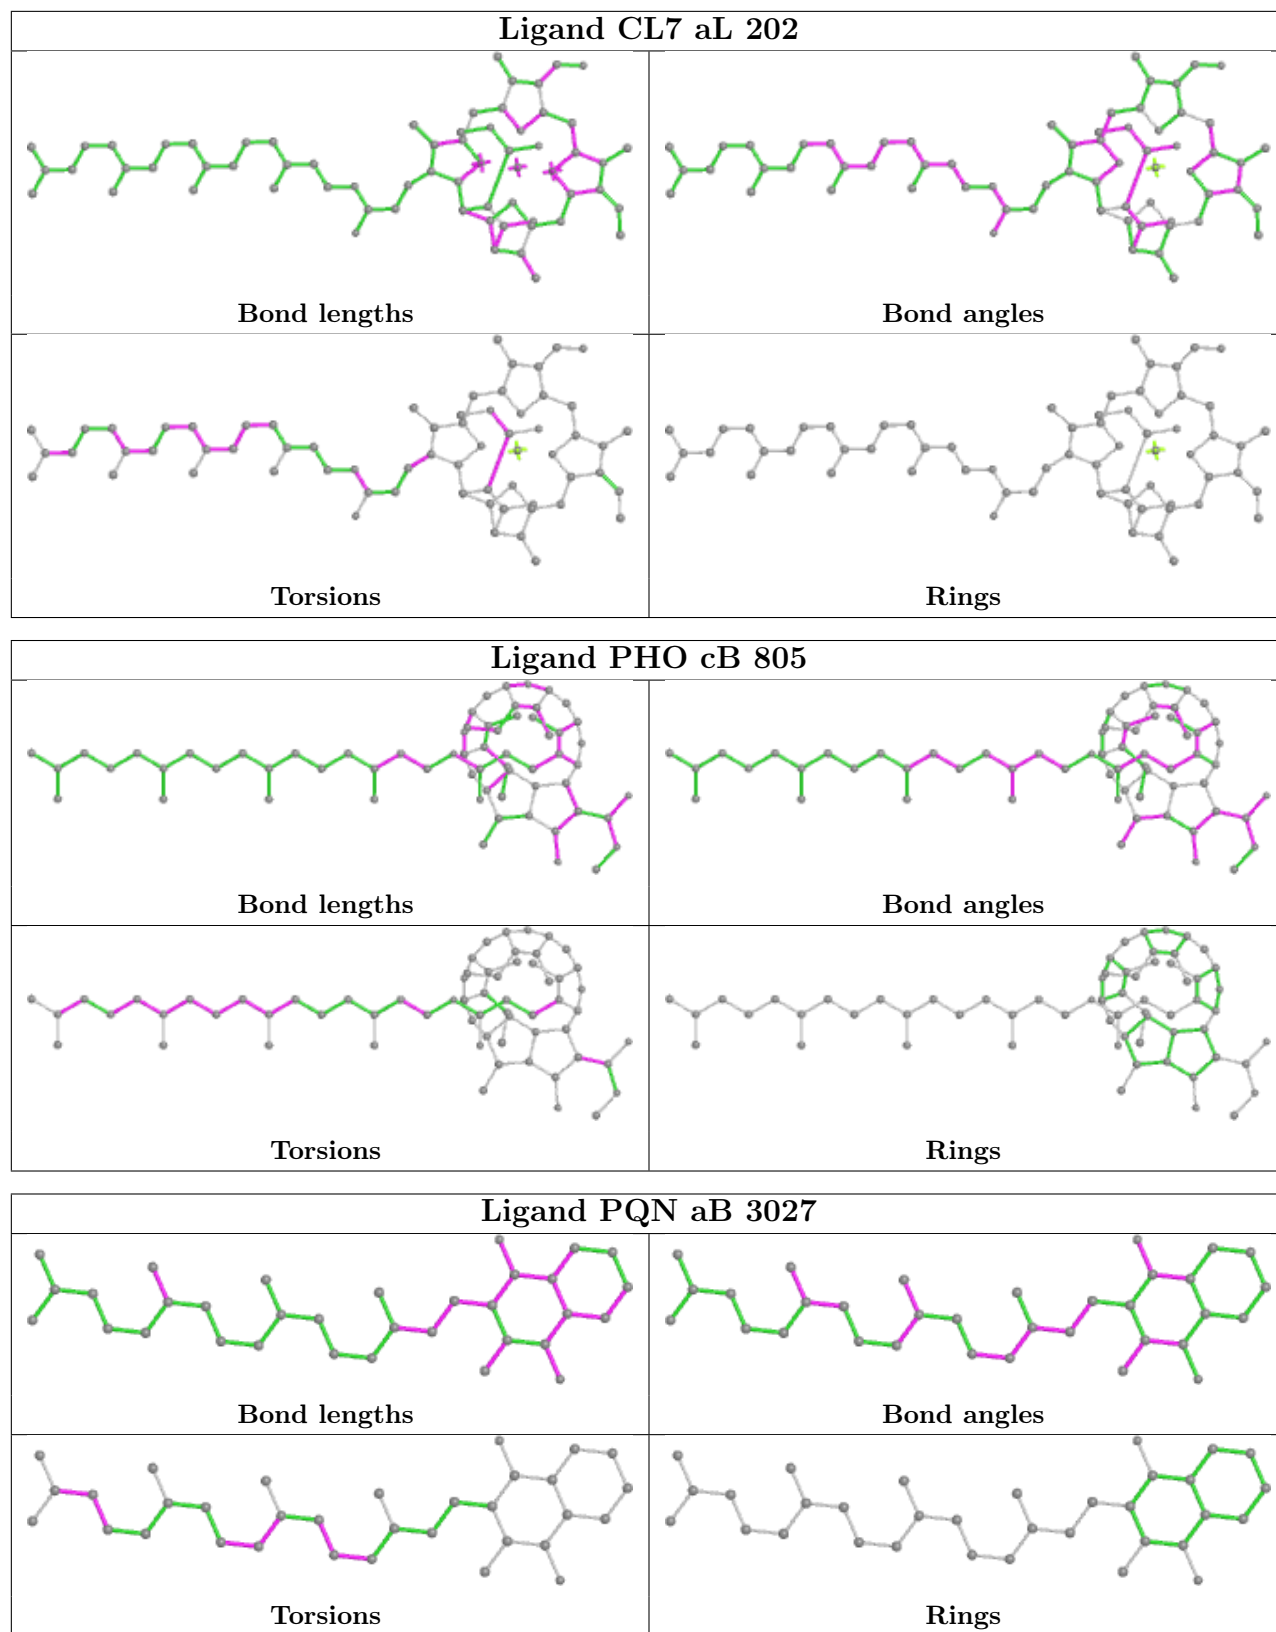 Ligand CL7 aL 202
Bond lengths
Bond angles
Torsions
Rings
Ligand PHO cB 805
Bond lengths
Bond angles
Torsions
Rings
Ligand PQN aB 3027
Bond lengths
Bond angles
Torsions
Rings